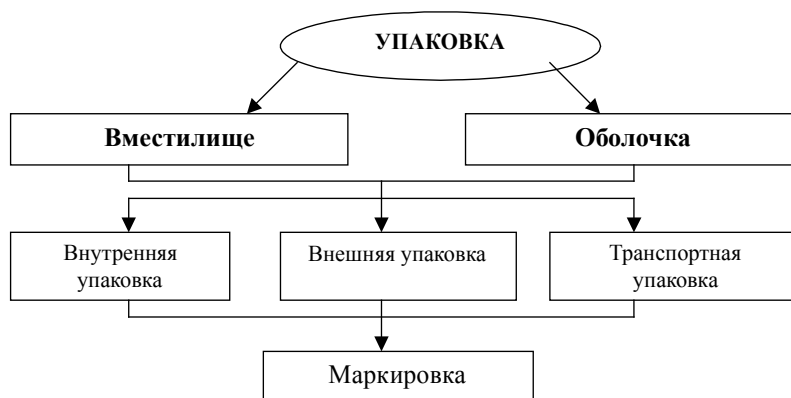 УПАКОВКА
Вместилище
Оболочка
Внутренняя
упаковка
Внешняя упаковка
Транспортная
упаковка
Маркировка